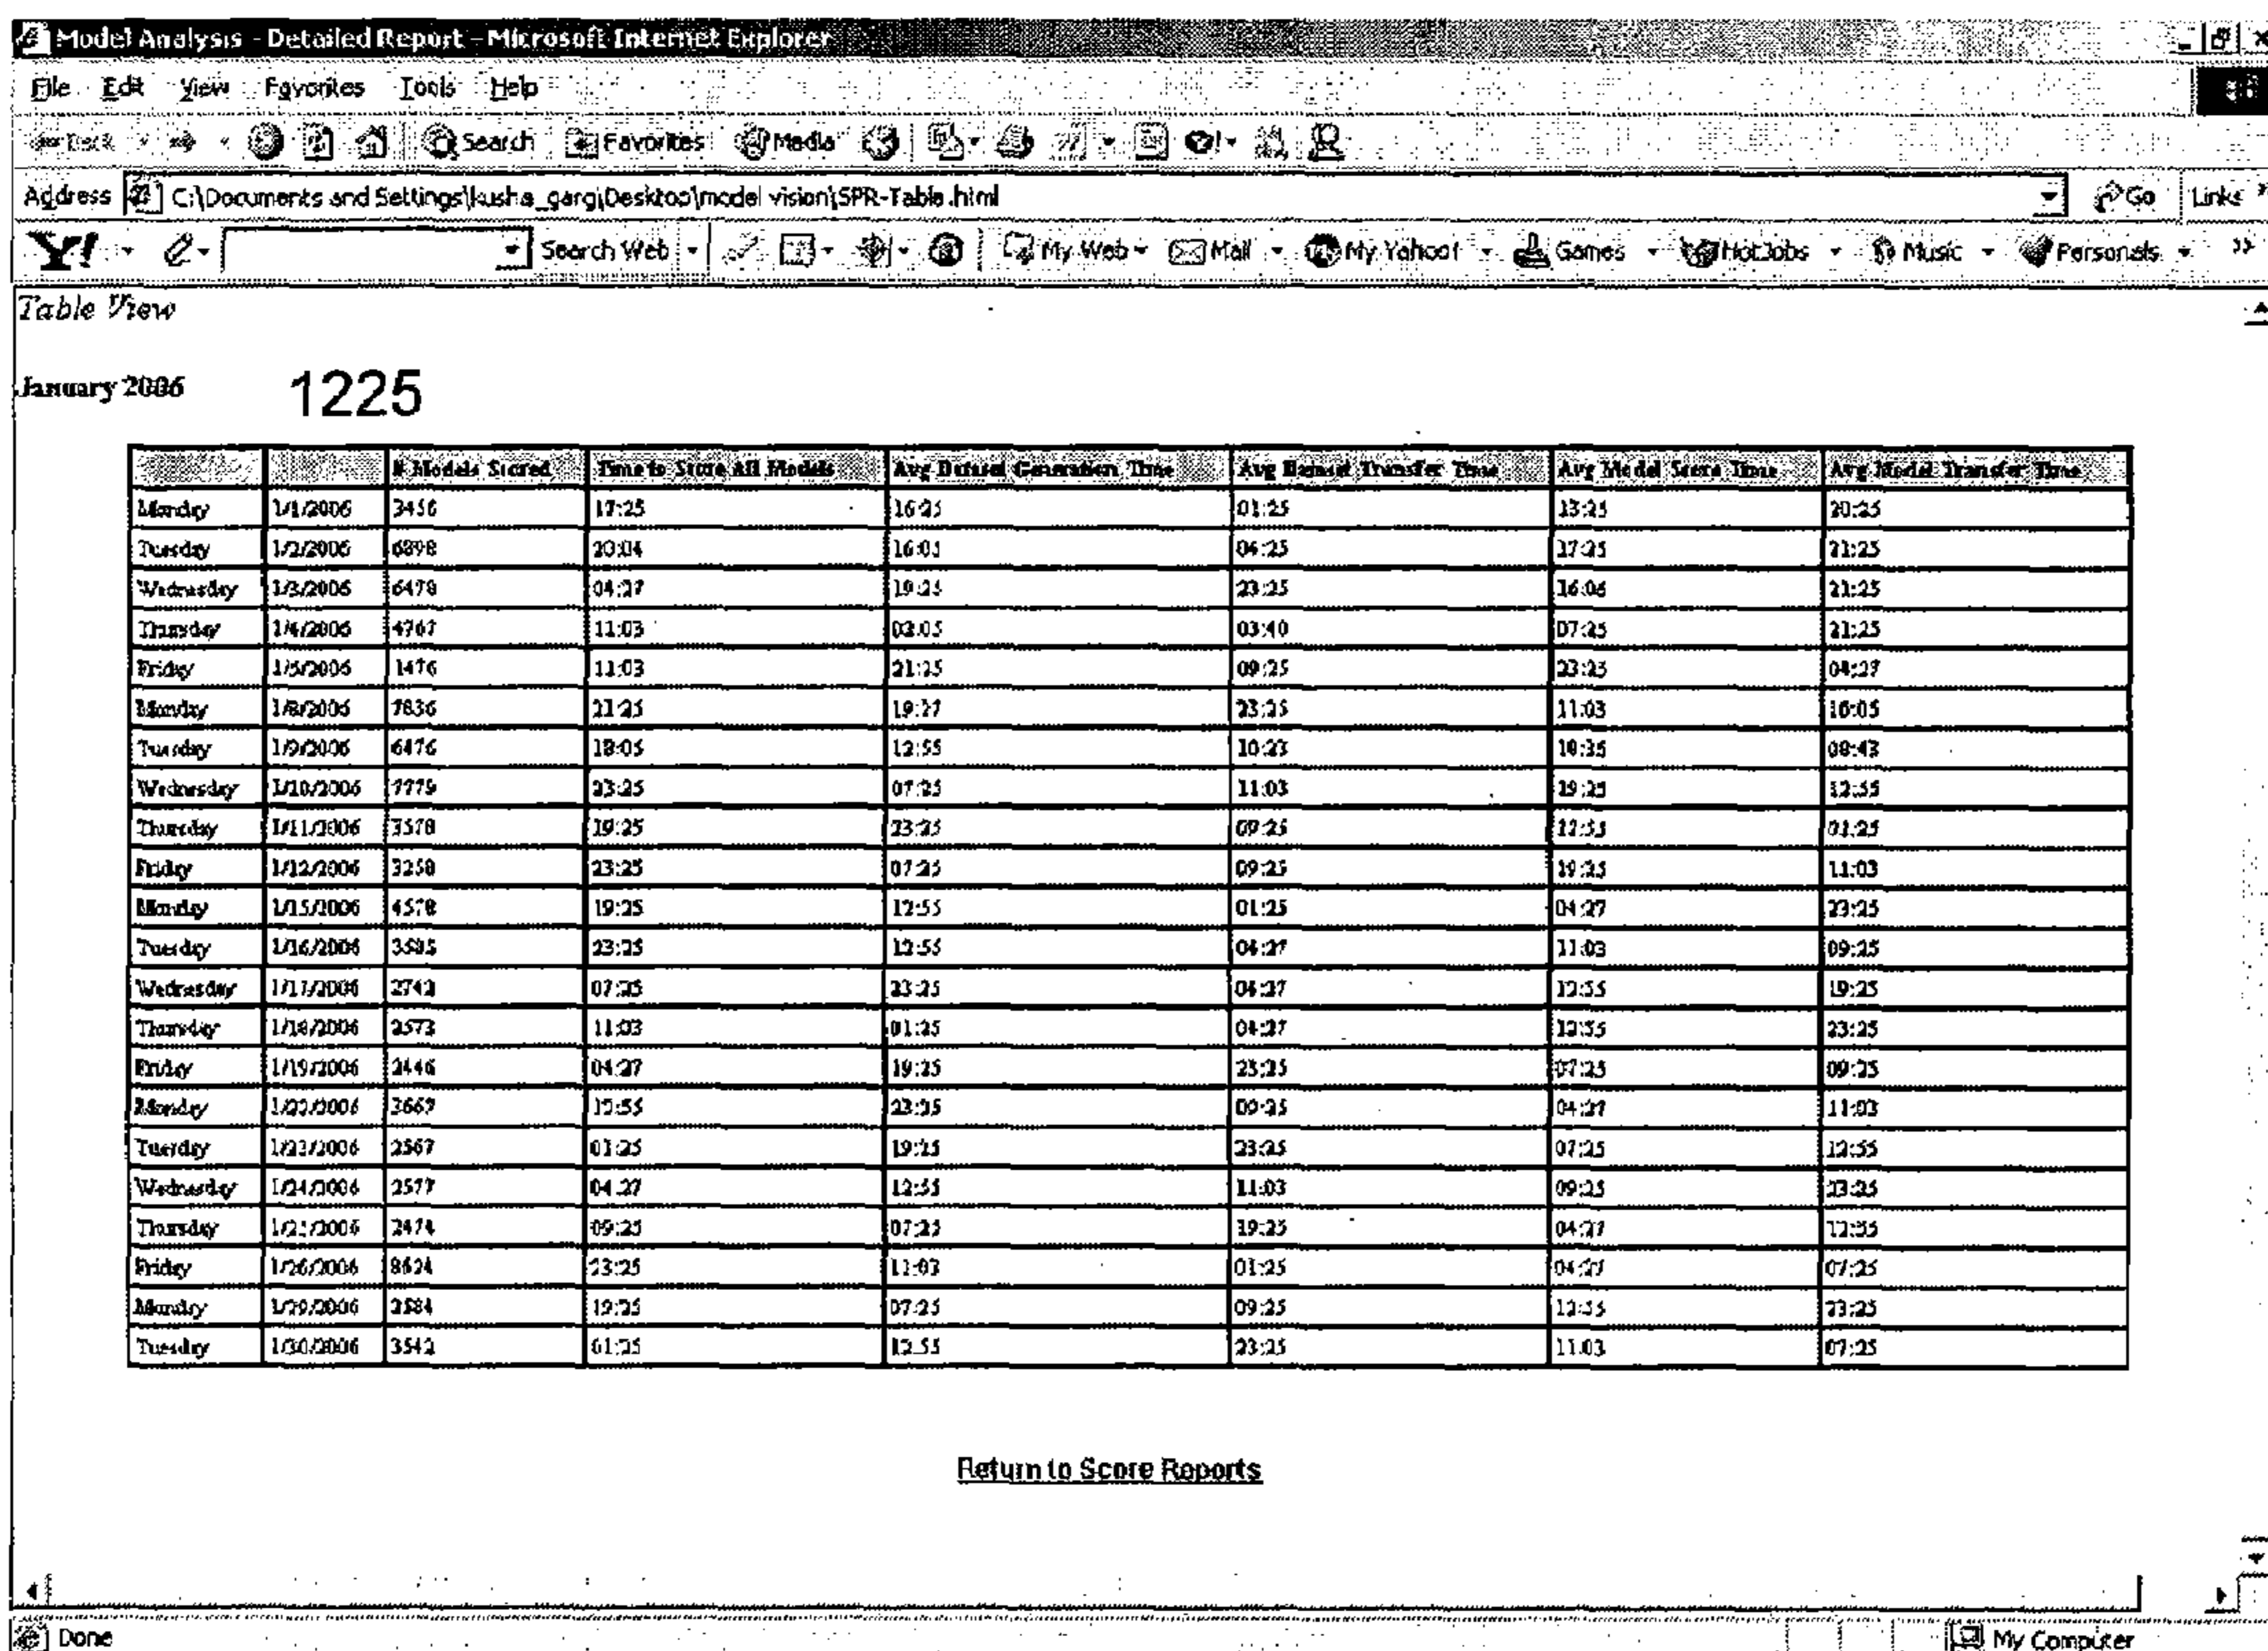 Model Analysis - Detailed Report - Microsoft Internet Explorer
File Edit View Favorites Tools Help
Back Search Favorites Media
Address C:\Documents and Settings\kusha_garg\Desktop\model vision\SPR-Table.html Go Links
Y! Search Web My Web Mail My Yahoo! Games HotJobs Music Personals
Table View
January 2006 1225
# Models Scored Time to Score All Models Avg Dataset Generation Time Avg Dataset Transfer Time Avg Model Score Time Avg Model Transfer Time
Monday 1/1/2006 3456 17:25 16:25 01:25 13:25 20:25
Tuesday 1/2/2006 6898 20:04 16:05 04:25 17:25 21:25
Wednesday 1/3/2006 6478 04:27 19:25 23:25 16:06 21:25
Thursday 1/4/2006 4767 11:03 03:40 07:25 21:25
Friday 1/5/2006 1476 11:03 21:25 09:25 23:25 04:27
Monday 1/8/2006 7836 21:25 19:27 23:25 11:03 16:05
Tuesday 1/9/2006 6476 18:05 12:55 10:23 18:35 08:43
Wednesday 1/10/2006 7779 23:25 07:25 11:03 19:25 12:55
Thursday 1/11/2006 3578 19:25 23:25 09:25 12:55 01:25
Friday 1/12/2006 3258 23:25 07:25 09:25 19:25 11:03
Monday 1/15/2006 4578 19:25 12:55 01:25 04:27 23:25
Tuesday 1/16/2006 23:25 12:55 04:27 11:03 09:25
Wednesday 1/17/2006 2742 07:25 23:25 04:27 12:55 19:25
Thursday 1/18/2006 2573 11:03 01:25 04:27 12:55 23:25
Friday 1/19/2006 2446 04:27 19:25 23:25 07:25 09:25
Monday 1/22/2006 3667 12:55 23:25 09:25 04:27 11:03
Tuesday 1/23/2006 2567 01:25 19:25 23:25 07:25 12:55
Wednesday 1/24/2006 2577 04:27 12:55 11:03 09:25 23:25
Thursday 2474 09:25 07:25 19:25 04:27 12:55
Friday 1/26/2006 23:25 11:03 01:25 04:27 07:25
Monday 1/29/2006 2584 19:25 07:25 09:25 12:55 23:25
Tuesday 1/30/2006 3542 01:25 12:55 23:25 11:03 07:25
Return to Score Reports
Done My Computer